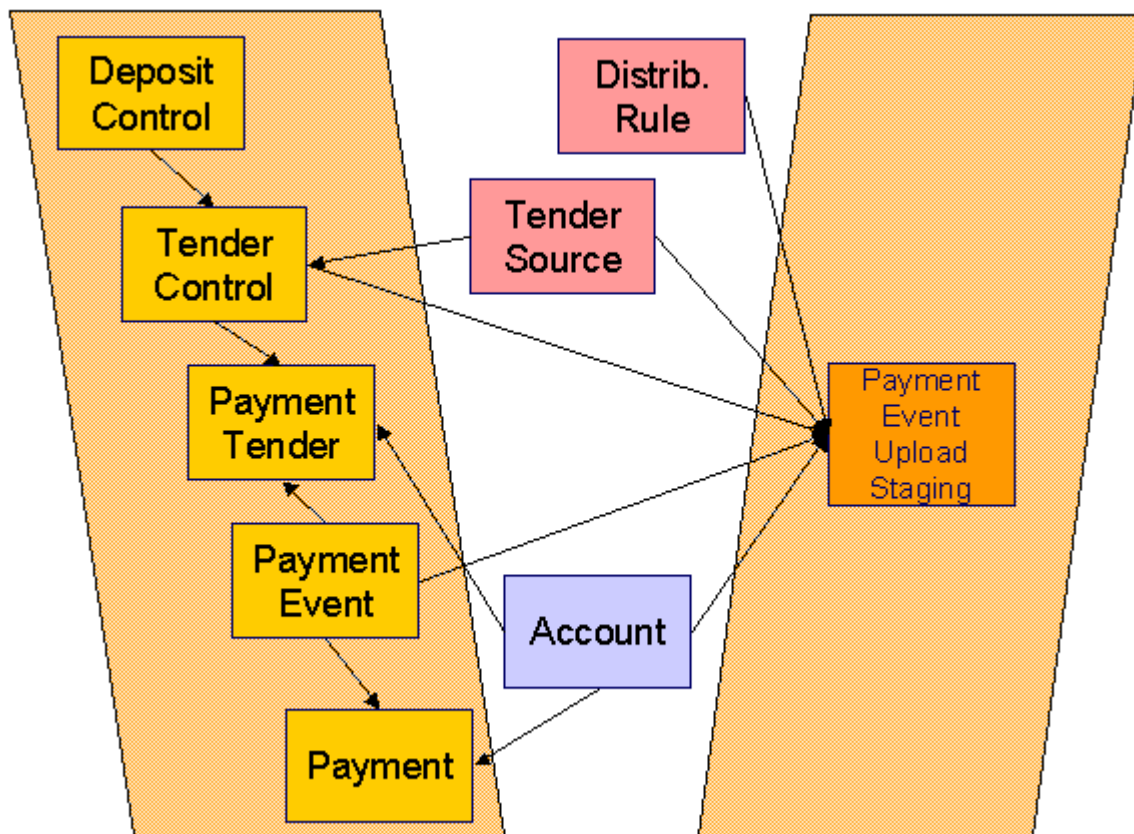 Deposit
Control
Distrib.
Rule
Tender
Source
Tender
Control
Payment
Tender
Payment
Event
Upload
Staging
Payment
Event
Account
Payment